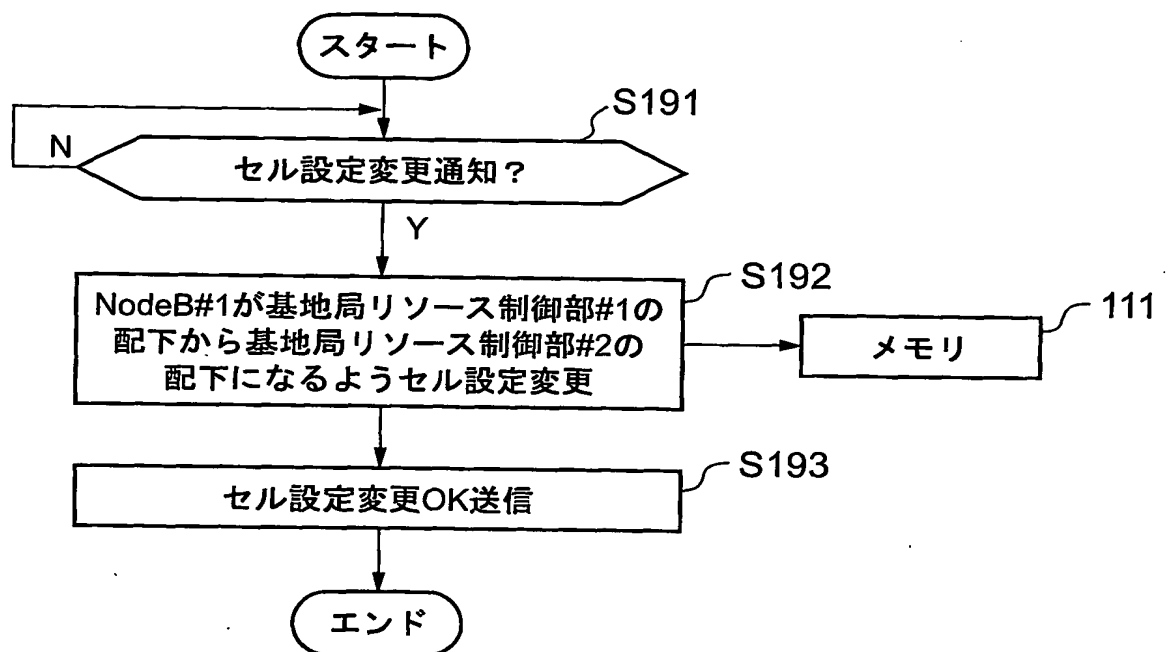 スタート
S191
N
セル設定変更通知？
Y
S192
NodeB#1が基地局リソース制御部#1の
配下から基地局リソース制御部#2の
配下になるようセル設定変更
111
メモリ
S193
セル設定変更OK送信
エンド